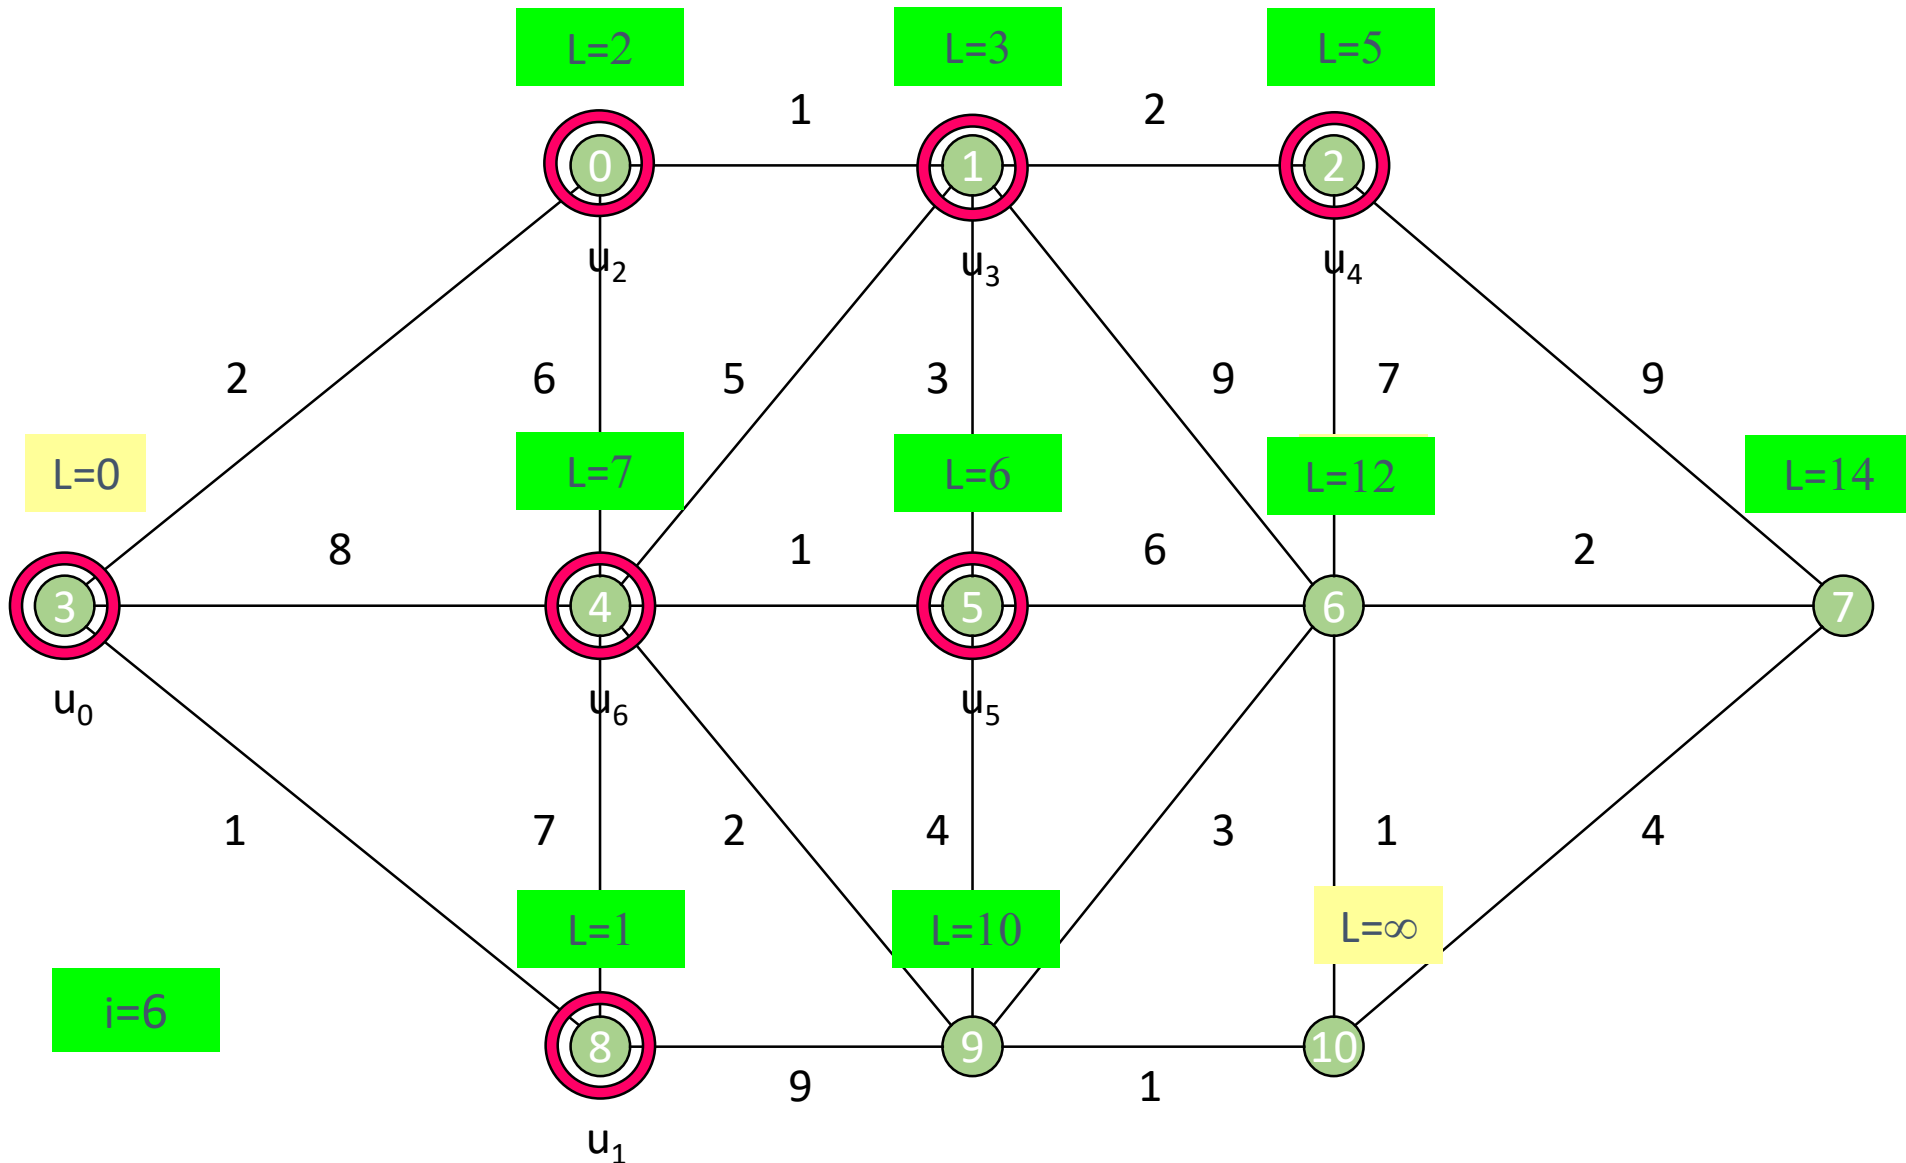 L=2 L=3 L=5
1 2
0 1 2
u₂ u₃ u₄
2 6 5 3 9 7 9
L=0 L=7 L=6 L=12 L=14
8 1 6 2
3 4 5 6 7
u₀ u₆ u₅
1 7 2 4 3 1 4
L=1 L=10 L=∞
i=6
8 9 10
9 1
u₁